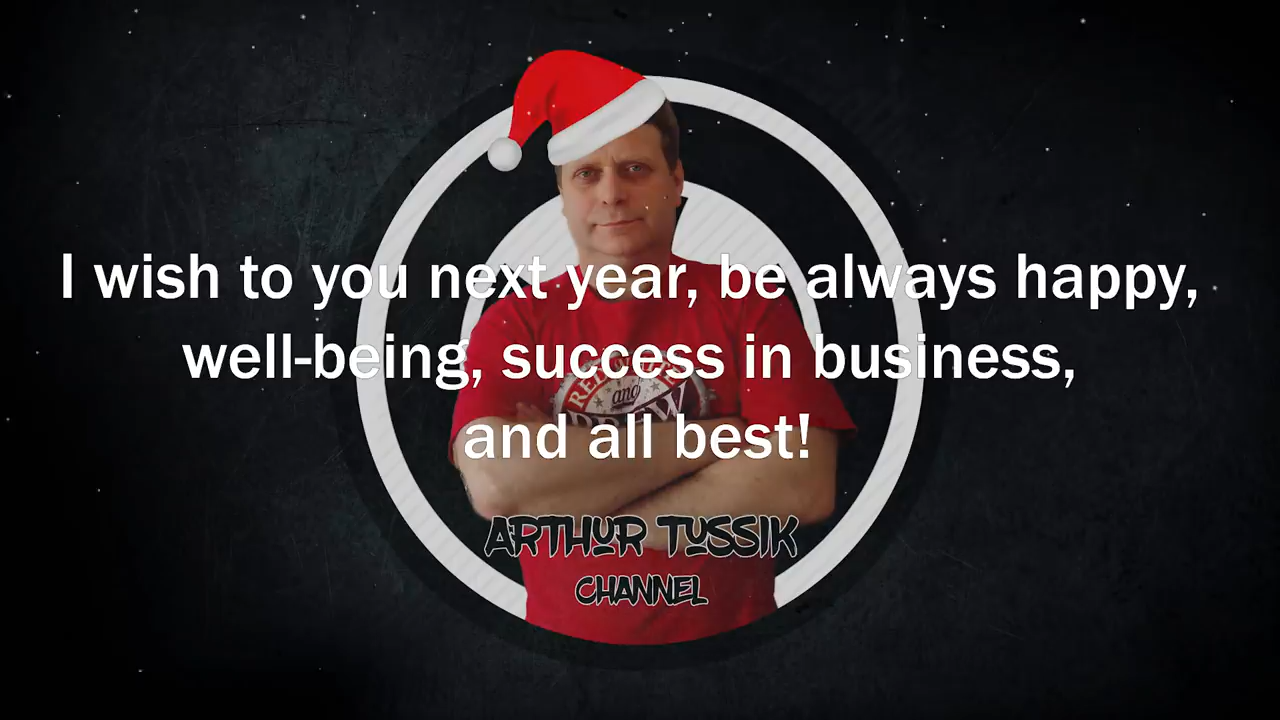 I wish to you next year, be always happy,
well-being, success in business,
and all best!
and
ARTHUR TUSSIK
CHANNEL